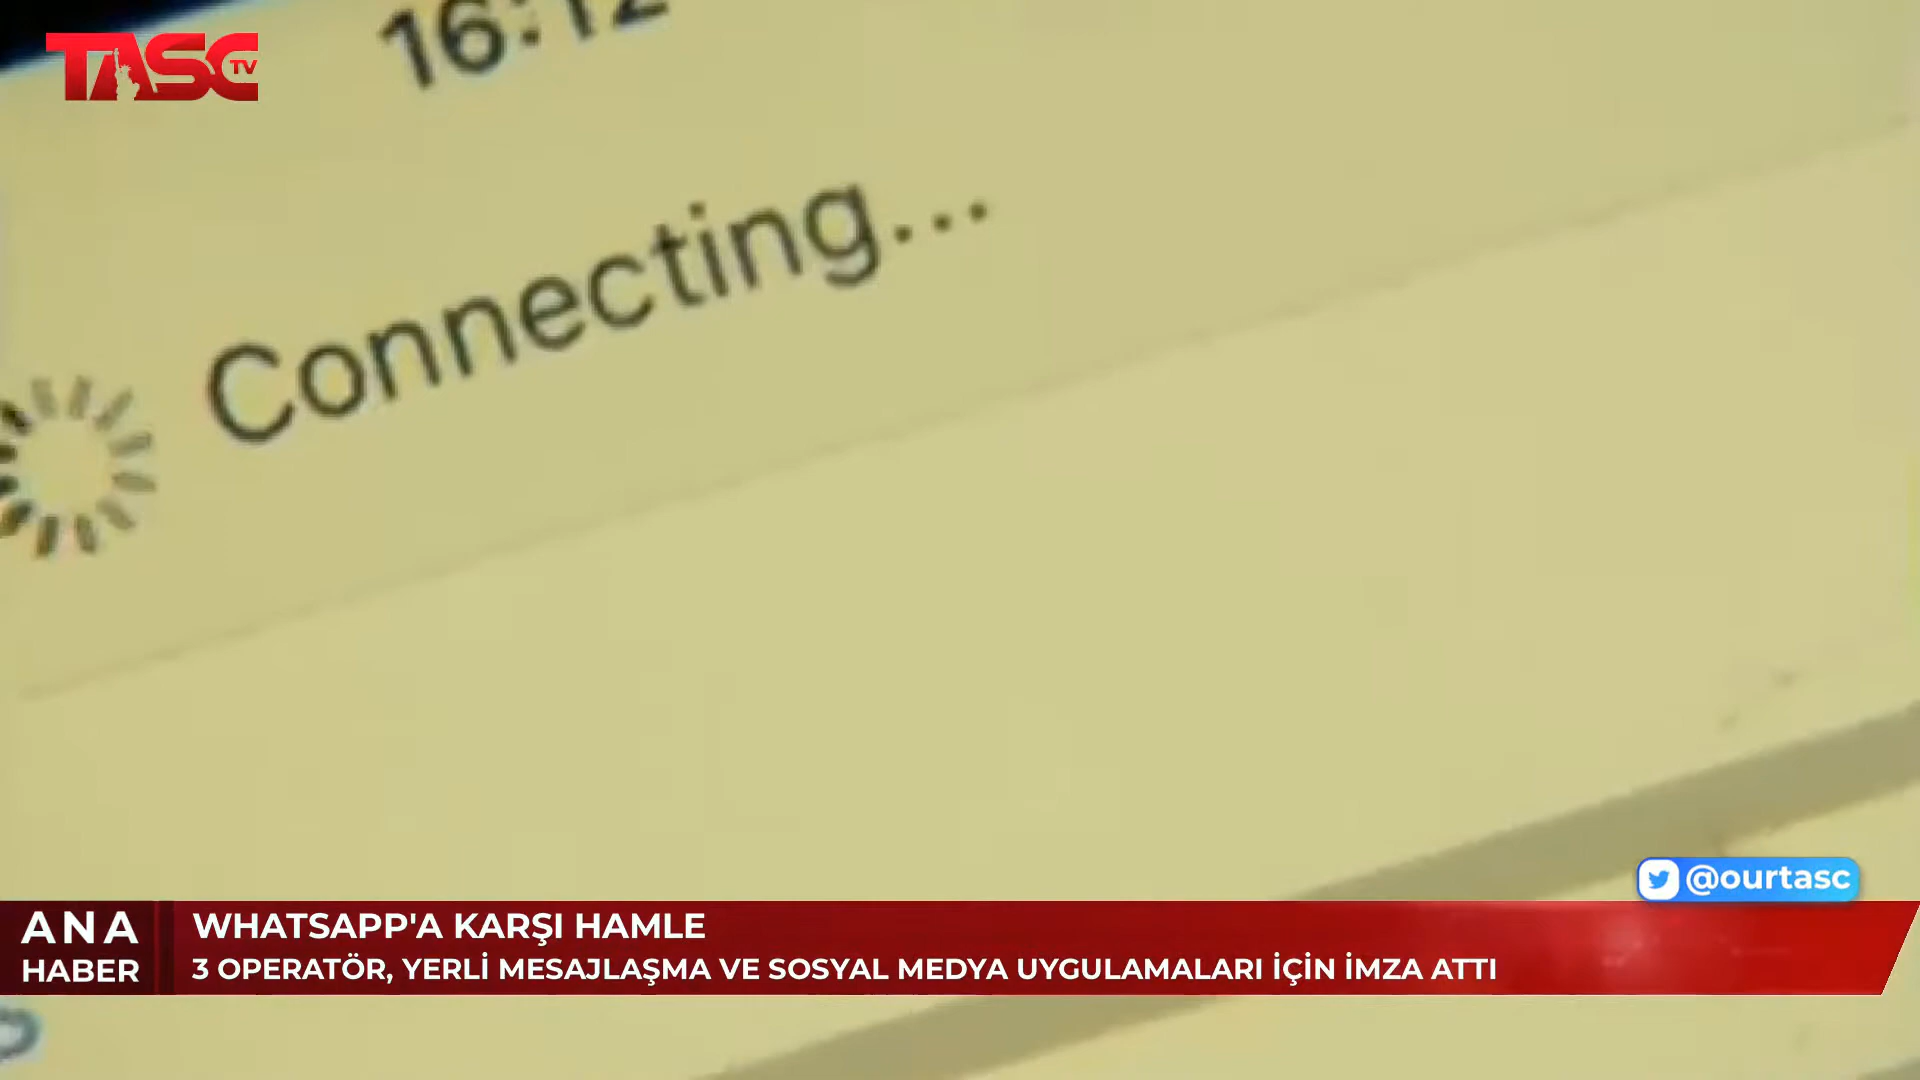 TASC TV
16:12
Connecting...
@ourtasc
ANA HABER
WHATSAPP'A KARŞI HAMLE
3 OPERATÖR, YERLİ MESAJLAŞMA VE SOSYAL MEDYA UYGULAMALARI İÇİN İMZA ATTI